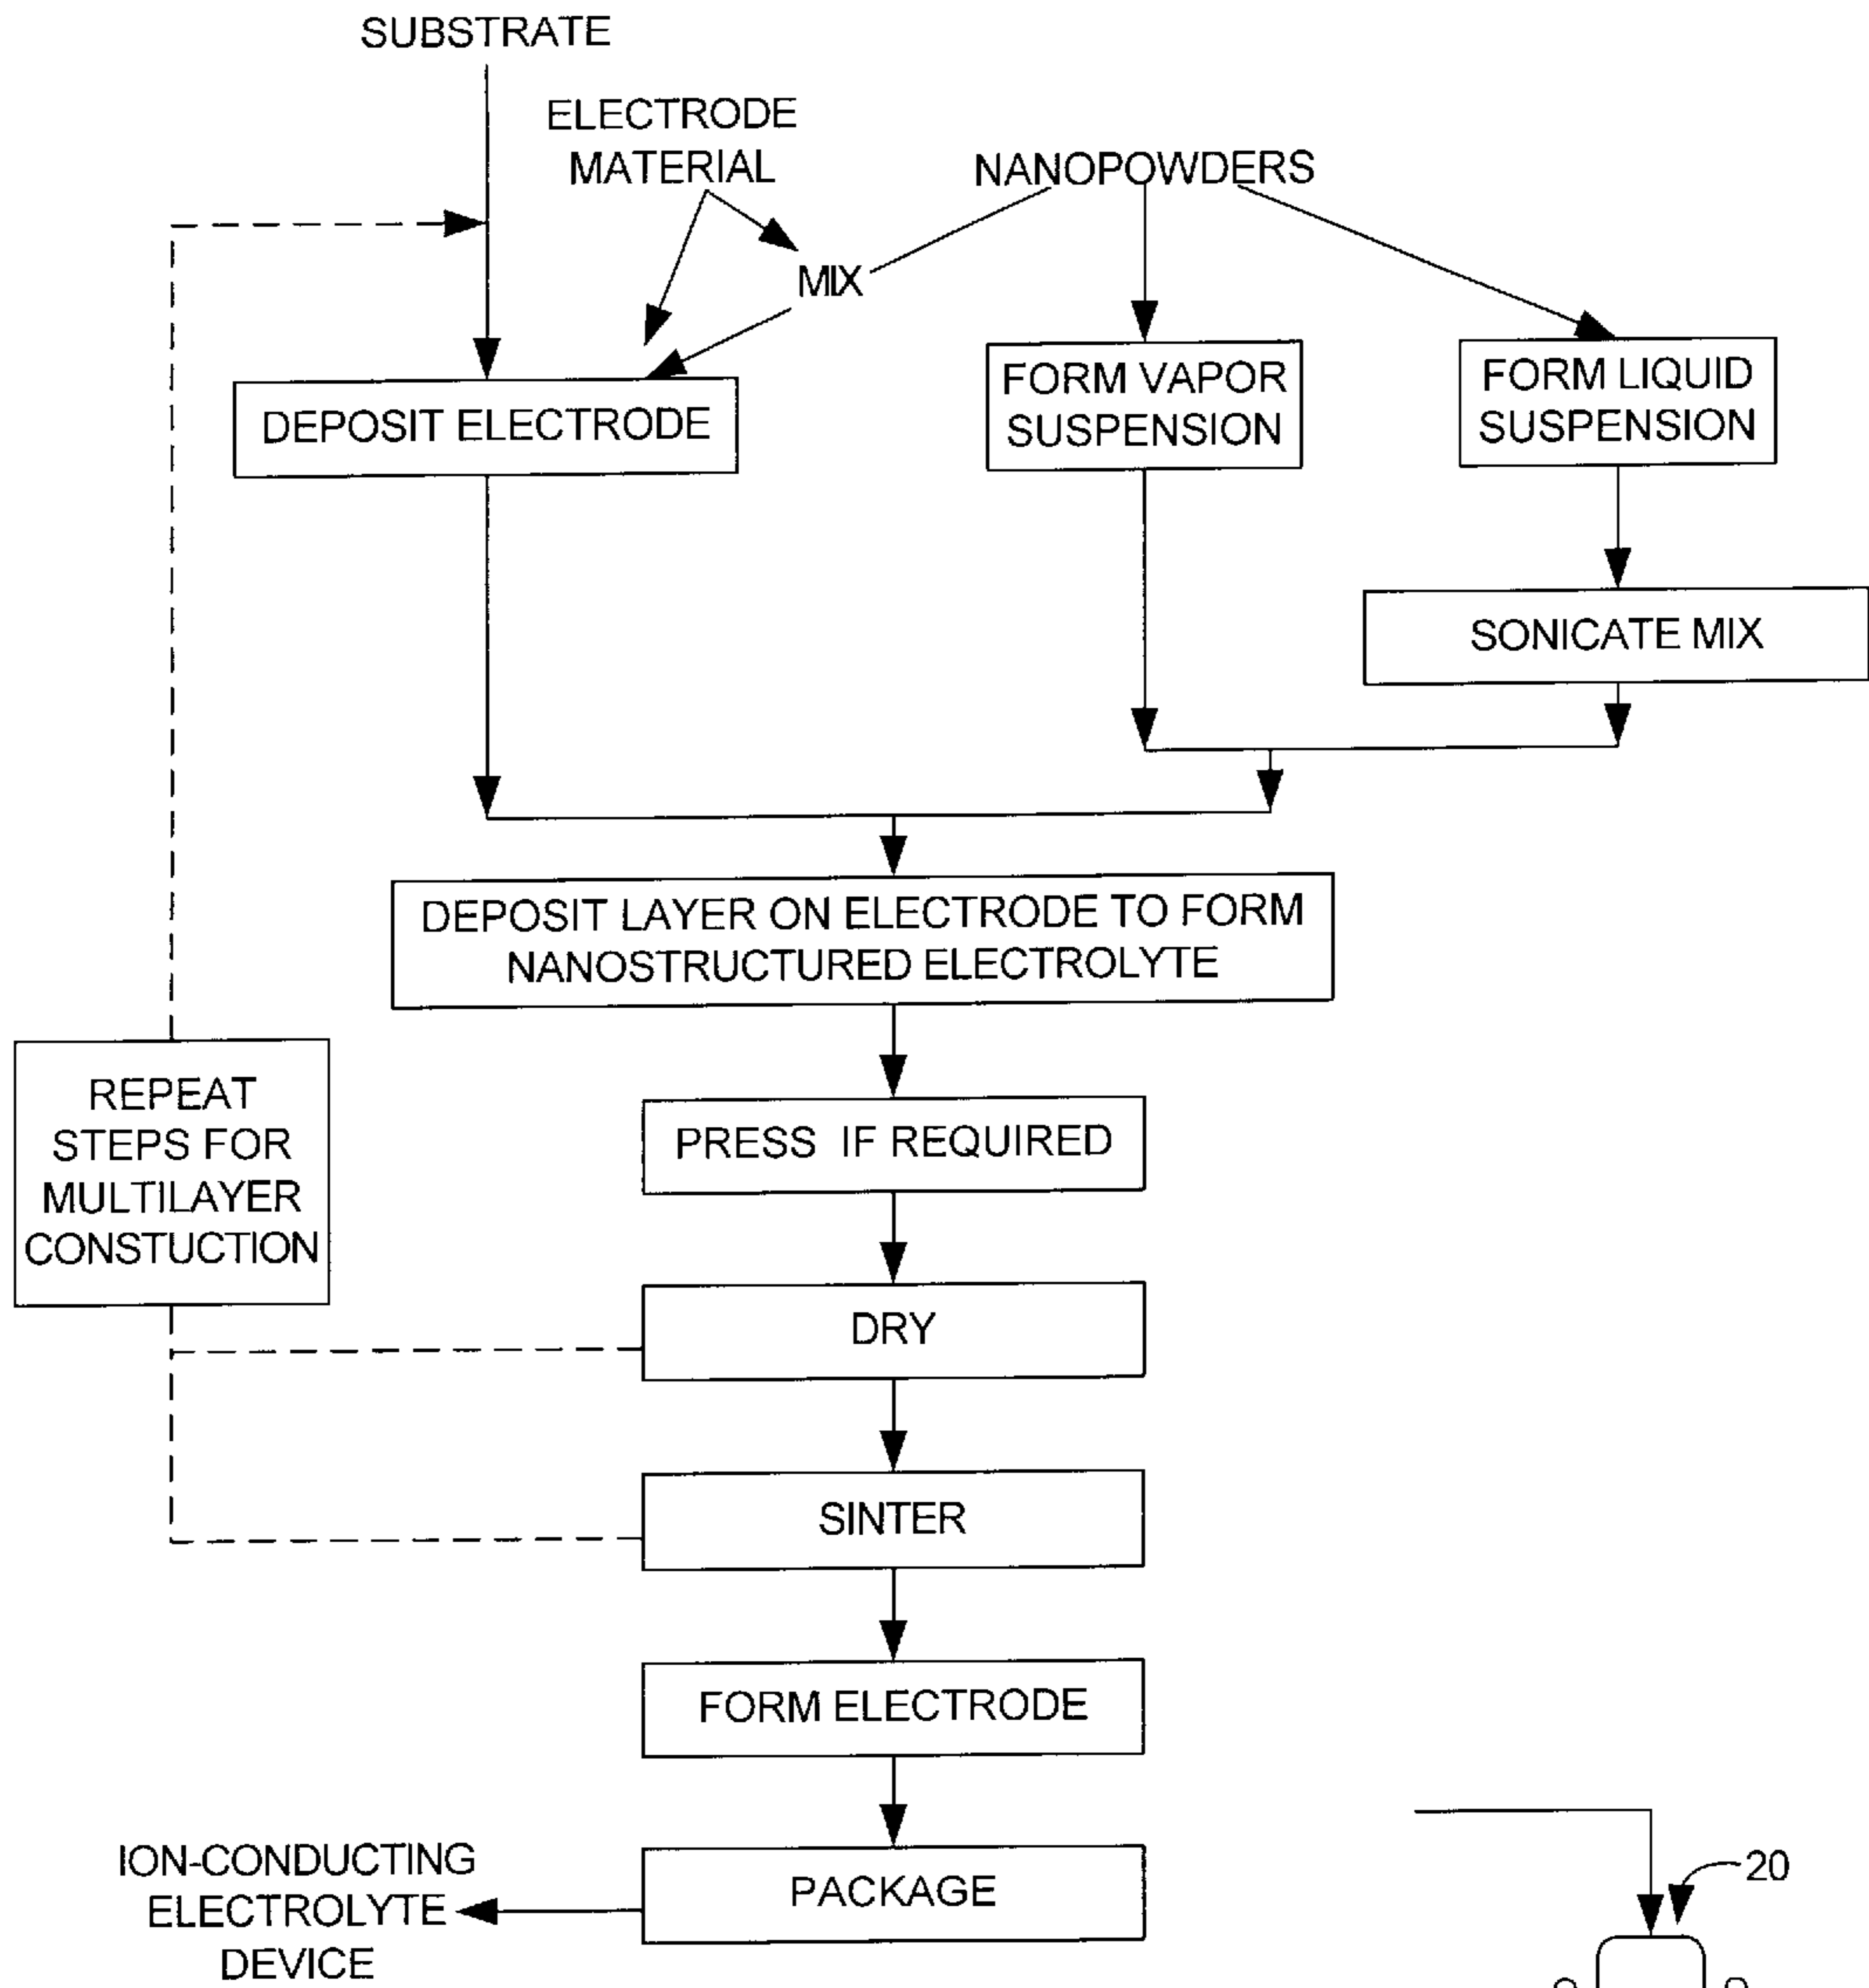 SUBSTRATE
ELECTRODE
MATERIAL
NANOPOWDERS
MIX
DEPOSIT ELECTRODE
FORM VAPOR
SUSPENSION
FORM LIQUID
SUSPENSION
SONICATE MIX
DEPOSIT LAYER ON ELECTRODE TO FORM
NANOSTRUCTURED ELECTROLYTE
REPEAT
STEPS FOR
MULTILAYER
CONSTUCTION
PRESS IF REQUIRED
DRY
SINTER
FORM ELECTRODE
PACKAGE
ION-CONDUCTING
ELECTROLYTE
DEVICE
20